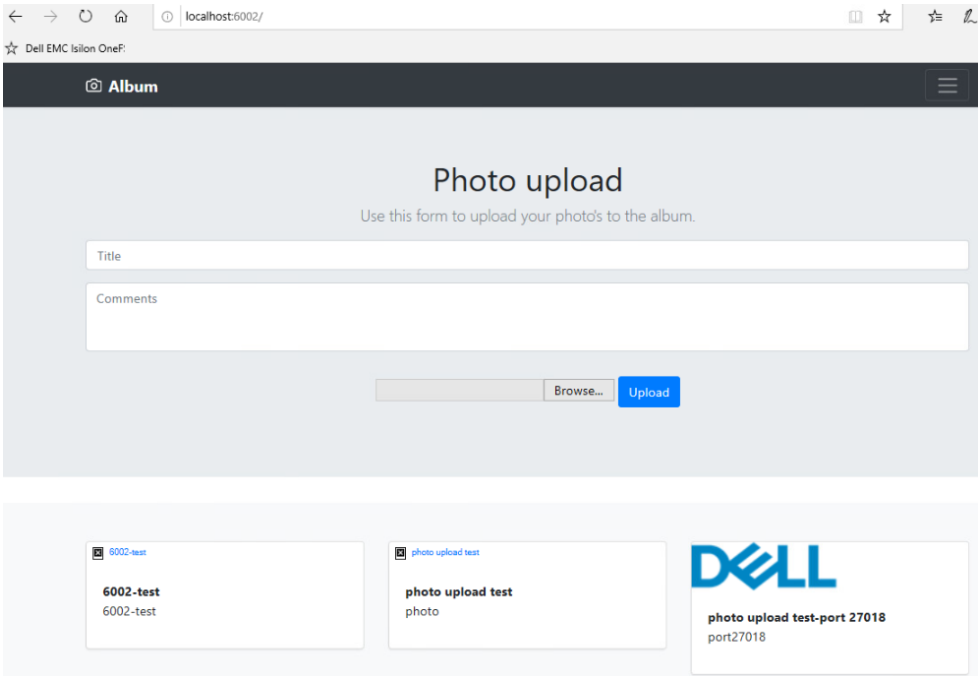 localhost:6002/
Dell EMC Isilon OneF:
Album
Photo upload
Use this form to upload your photo's to the album.
Title
Comments
Browse...
Upload
6002-test
6002-test
6002-test
photo upload test
photo upload test
photo
DELL
photo upload test-port 27018
port27018